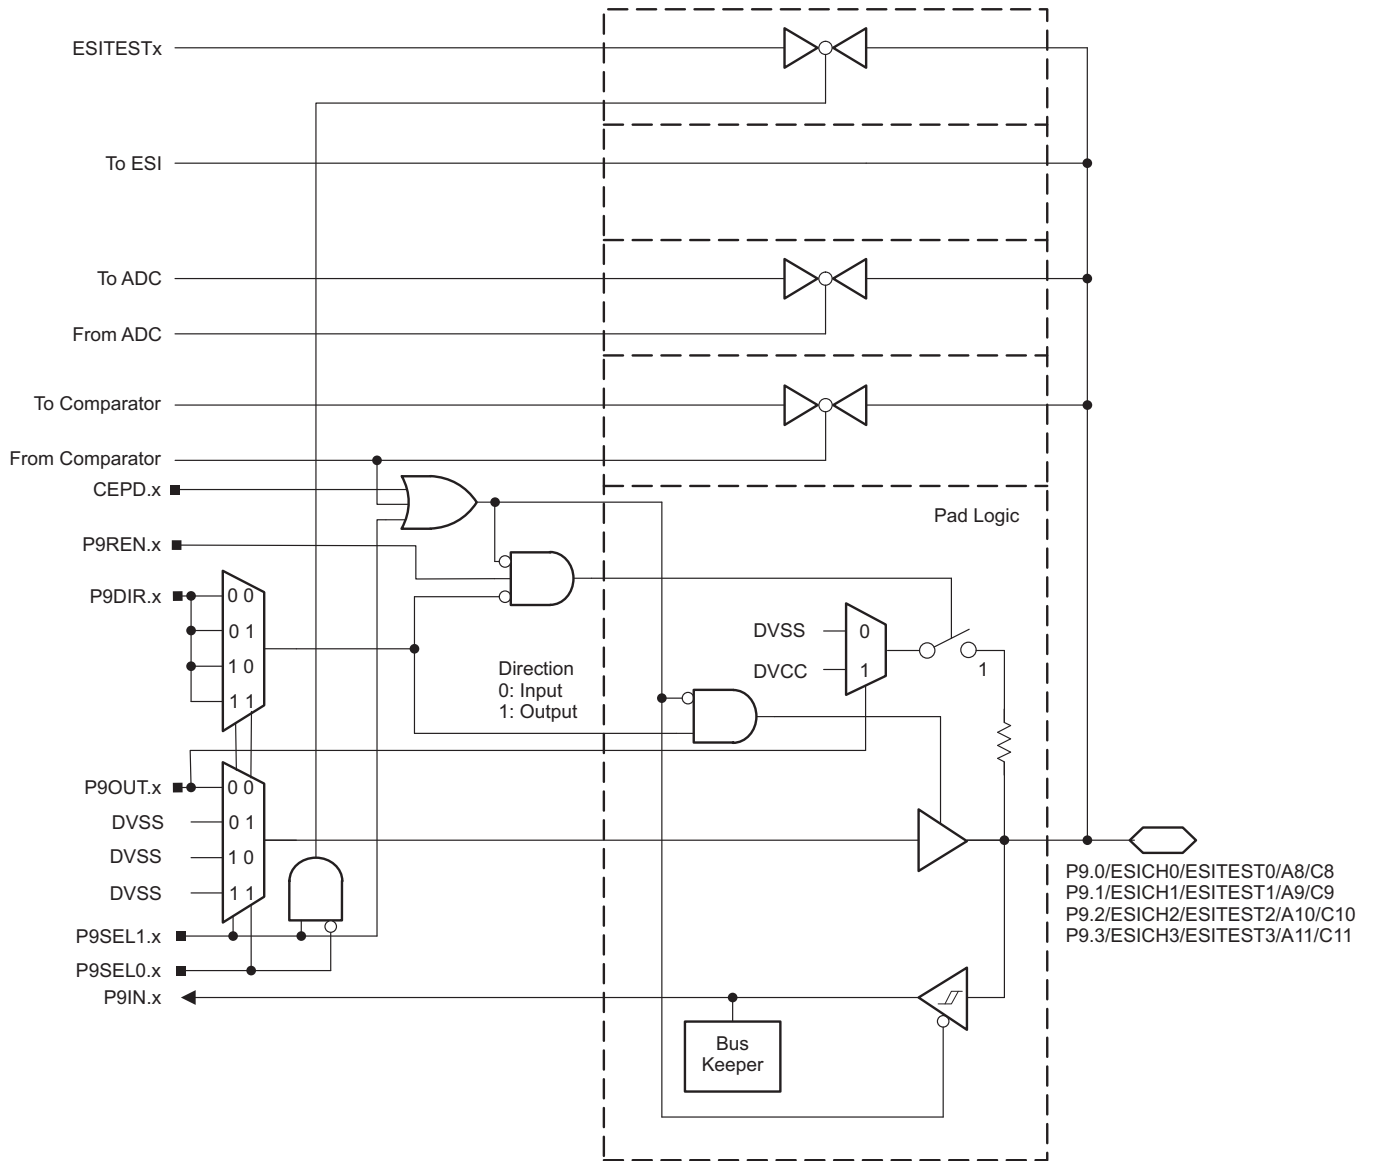 ESITESTx
To ESI
To ADC
From ADC
To Comparator
From Comparator
CEPD.x
Pad Logic
P9REN.x
P9DIR.x
0 0
0 1
1 0
1 1
DVSS
0
DVCC
1
1
Direction
0: Input
1: Output
P9OUT.x
0 0
DVSS
0 1
DVSS
1 0
DVSS
1 1
P9.0/ESICH0/ESITEST0/A8/C8
P9.1/ESICH1/ESITEST1/A9/C9
P9.2/ESICH2/ESITEST2/A10/C10
P9.3/ESICH3/ESITEST3/A11/C11
P9SEL1.x
P9SEL0.x
P9IN.x
Bus
Keeper